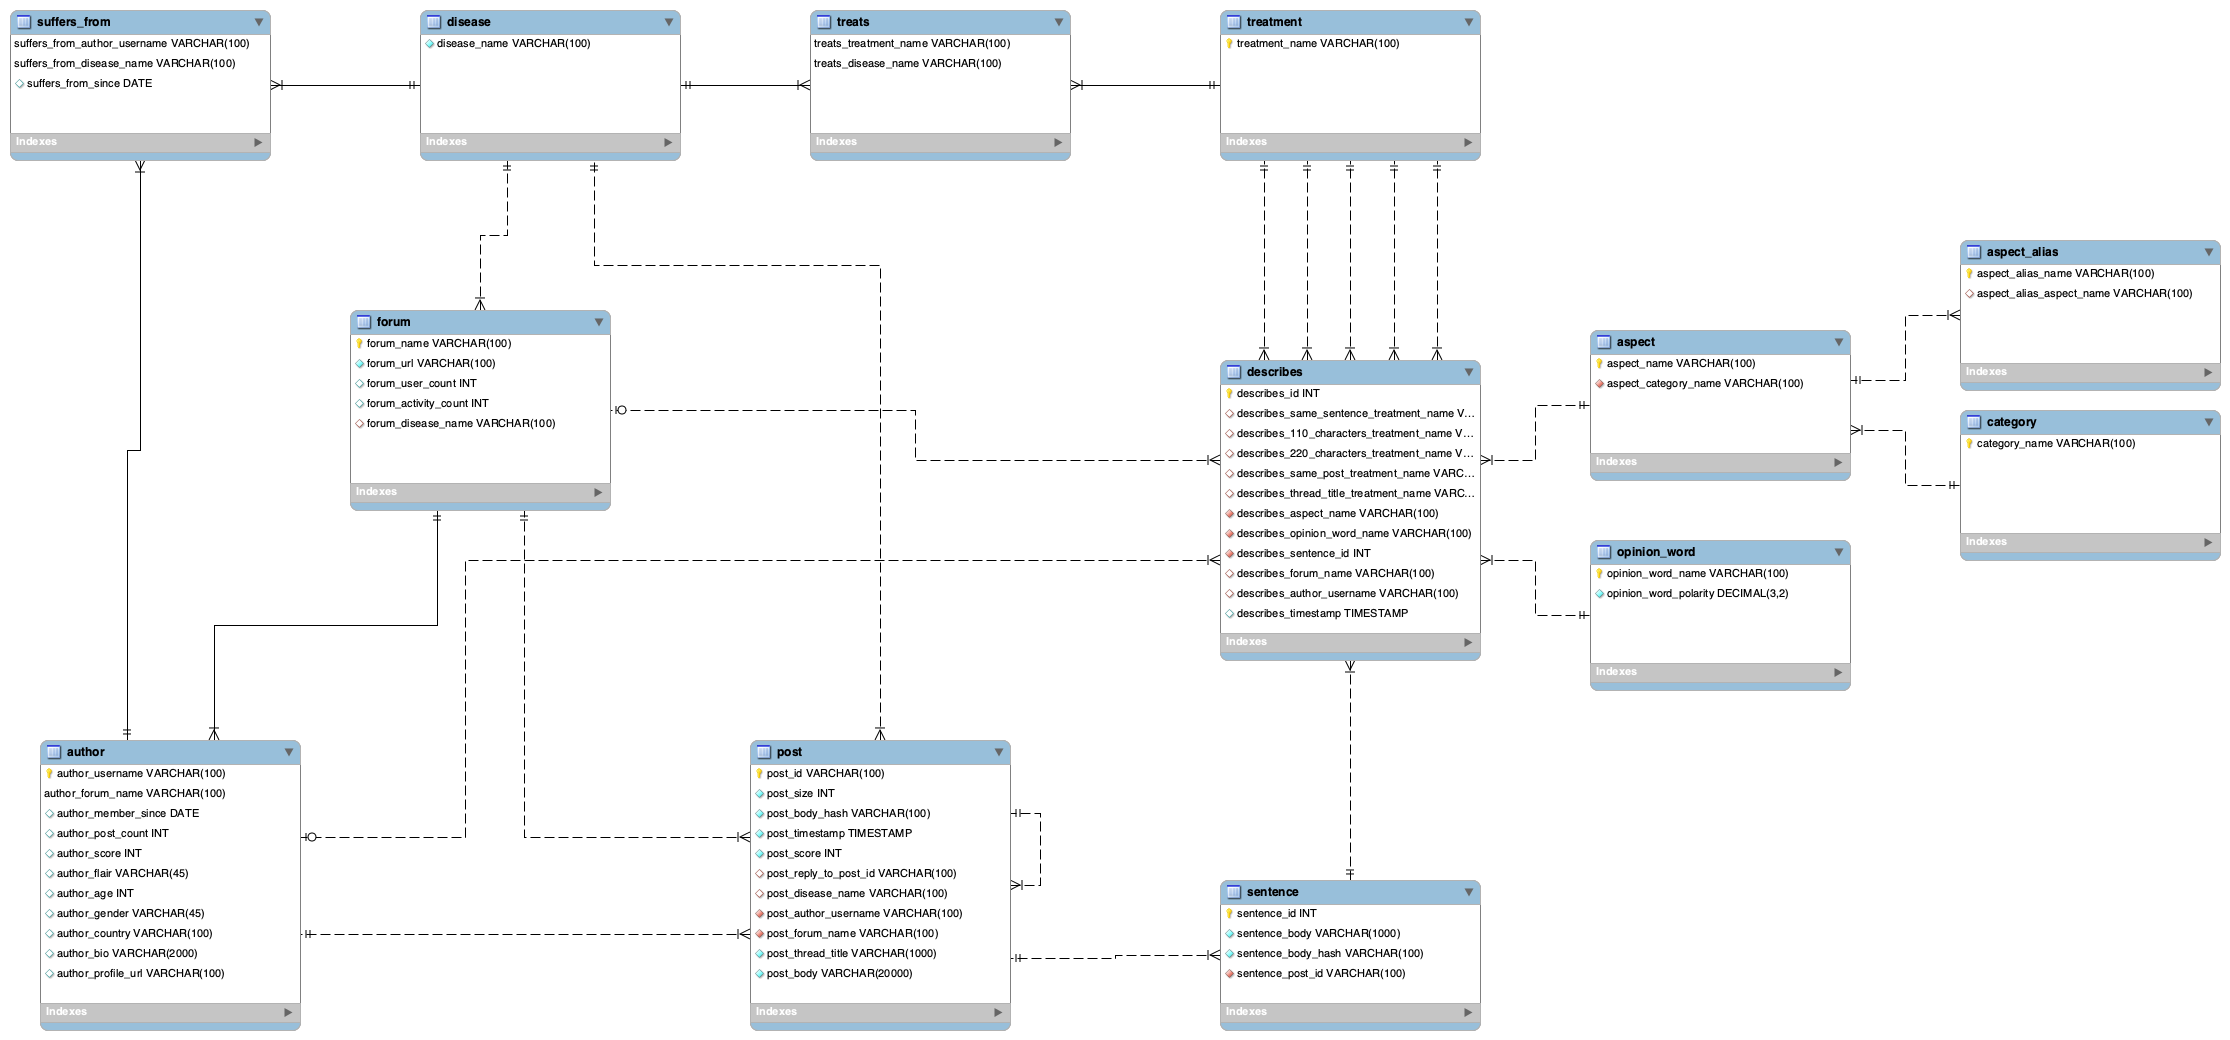 suffers_from
suffers_from_author_username VARCHAR(100)
suffers_from_disease_name VARCHAR(100)
suffers_from_since DATE
Indexes
disease
disease_name VARCHAR(100)
Indexes
treats
treats_treatment_name VARCHAR(100)
treats_disease_name VARCHAR(100)
Indexes
treatment
treatment_name VARCHAR(100)
Indexes
forum
forum_name VARCHAR(100)
forum_url VARCHAR(100)
forum_user_count INT
forum_activity_count INT
forum_disease_name VARCHAR(100)
Indexes
describes
describes_id INT
describes_same_sentence_treatment_name V...
describes_110_characters_treatment_name V...
describes_220_characters_treatment_name V...
describes_same_post_treatment_name VARC...
describes_thread_title_treatment_name VARC...
describes_aspect_name VARCHAR(100)
describes_opinion_word_name VARCHAR(100)
describes_sentence_id INT
describes_forum_name VARCHAR(100)
describes_author_username VARCHAR(100)
describes_timestamp TIMESTAMP
Indexes
aspect
aspect_name VARCHAR(100)
aspect_category_name VARCHAR(100)
Indexes
aspect_alias
aspect_alias_name VARCHAR(100)
aspect_alias_aspect_name VARCHAR(100)
Indexes
category
category_name VARCHAR(100)
Indexes
opinion_word
opinion_word_name VARCHAR(100)
opinion_word_polarity DECIMAL(3,2)
Indexes
author
author_username VARCHAR(100)
author_forum_name VARCHAR(100)
author_member_since DATE
author_post_count INT
author_score INT
author_flair VARCHAR(45)
author_age INT
author_gender VARCHAR(45)
author_country VARCHAR(100)
author_bio VARCHAR(2000)
author_profile_url VARCHAR(100)
Indexes
post
post_id VARCHAR(100)
post_size INT
post_body_hash VARCHAR(100)
post_timestamp TIMESTAMP
post_score INT
post_reply_to_post_id VARCHAR(100)
post_disease_name VARCHAR(100)
post_author_username VARCHAR(100)
post_forum_name VARCHAR(100)
post_thread_title VARCHAR(1000)
post_body VARCHAR(20000)
Indexes
sentence
sentence_id INT
sentence_body VARCHAR(1000)
sentence_body_hash VARCHAR(100)
sentence_post_id VARCHAR(100)
Indexes